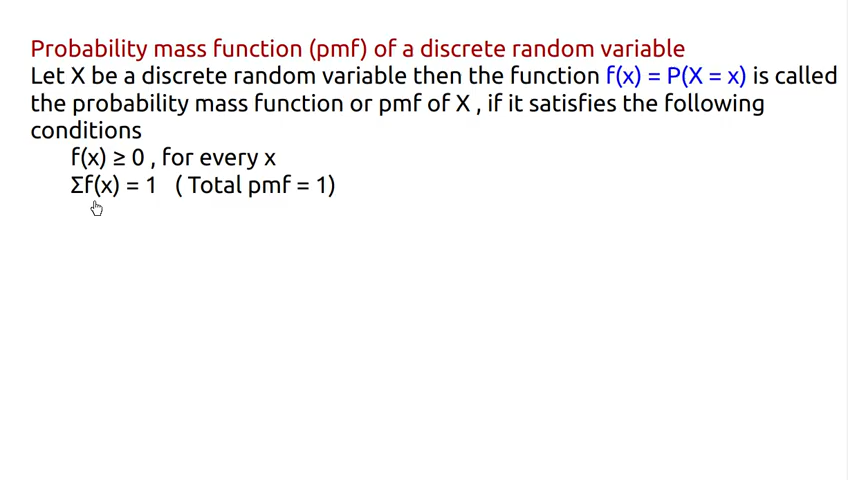 Probability mass function (pmf) of a discrete random variable
Let X be a discrete random variable then the function f(x) = P(X = x) is called
the probability mass function or pmf of X , if it satisfies the following
conditions
f(x) ≥ 0 , for every x
Σf(x) = 1 ( Total pmf = 1)